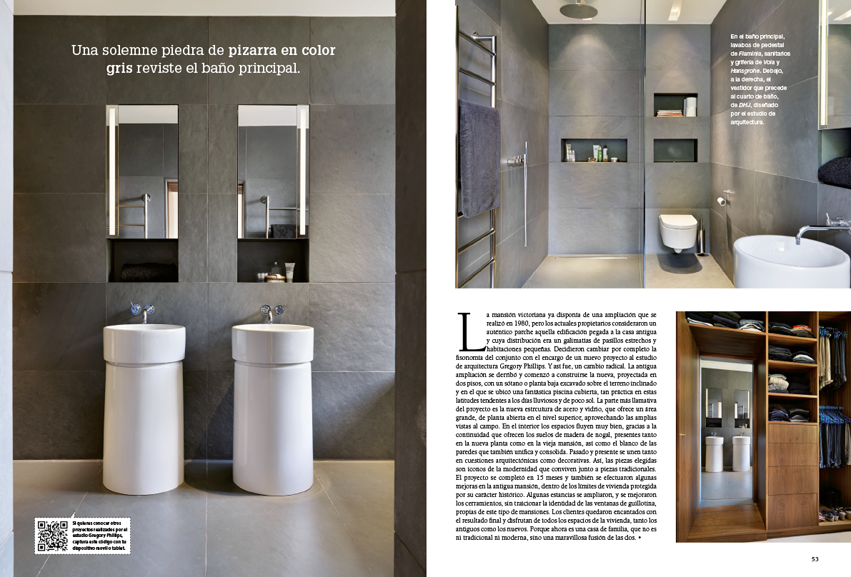 Una solemne piedra de pizarra en color
gris reviste el baño principal.
Si quieres conocer otros
proyectos realizados por el
estudio Gregory Phillips,
captura este código con tu
dispositivo movil o tablet.
En el baño principal,
lavabos de pedestal
de Flaminia, sanitarios
y grifería de Vola y
Hansgrohe. Debajo,
a la derecha, el
vestidor que precede
al cuarto de baño,
de DHJ, diseñado
por el estudio de
arquitectura.
La mansión victoriana ya disponía de una ampliación que se
realizó en 1980, pero los actuales propietarios consideraron un
auténtico parche aquella edificación pegada a la casa antigua
y cuya distribución era un galimatías de pasillos estrechos y
habitaciones pequeñas. Decidieron cambiar por completo la
fisonomía del conjunto con el encargo de un nuevo proyecto al estudio
de arquitectura Gregory Phillips. Y así fue, un cambio radical. La antigua
ampliación se derribó y comenzó a construirse la nueva, proyectada en
dos pisos, con un sótano o planta baja excavado sobre el terreno inclinado
y en el que se ubicó una fantástica piscina cubierta, tan práctica en estas
latitudes tendentes a los días lluviosos y de poco sol. La parte más llamativa
del proyecto es la nueva estrcutura de acero y vidrio, que ofrece un área
grande, de planta abierta en el nivel superior, aprovechando las amplias
vistas al campo. En el interior los espacios fluyen muy bien, gracias a la
continuidad que ofrecen los suelos de madera de nogal, presentes tanto
en la nueva planta como en la vieja mansión, así como el blanco de las
paredes que también unifica y consolida. Pasado y presente se unen tanto
en cuestiones arquitectónicas como decorativas. Así, las piezas elegidas
son iconos de la modernidad que conviven junto a piezas tradicionales.
El proyecto se completó en 15 meses y también se efectuaron algunas
mejoras en la antigua mansión, dentro de los límites de vivienda protegida
por su carácter histórico. Algunas estancias se ampliaron, y se mejoraron
los cerramientos, sin traicionar la identidad de las ventanas de guillotina,
propias de este tipo de mansiones. Los clientes quedaron encantados con
el resultado final y disfrutan de todos los espacios de la vivienda, tanto los
antiguos como los nuevos. Porque ahora es una casa de familia, que no es
ni tradicional ni moderna, sino una maravillosa fusión de las dos. •
53